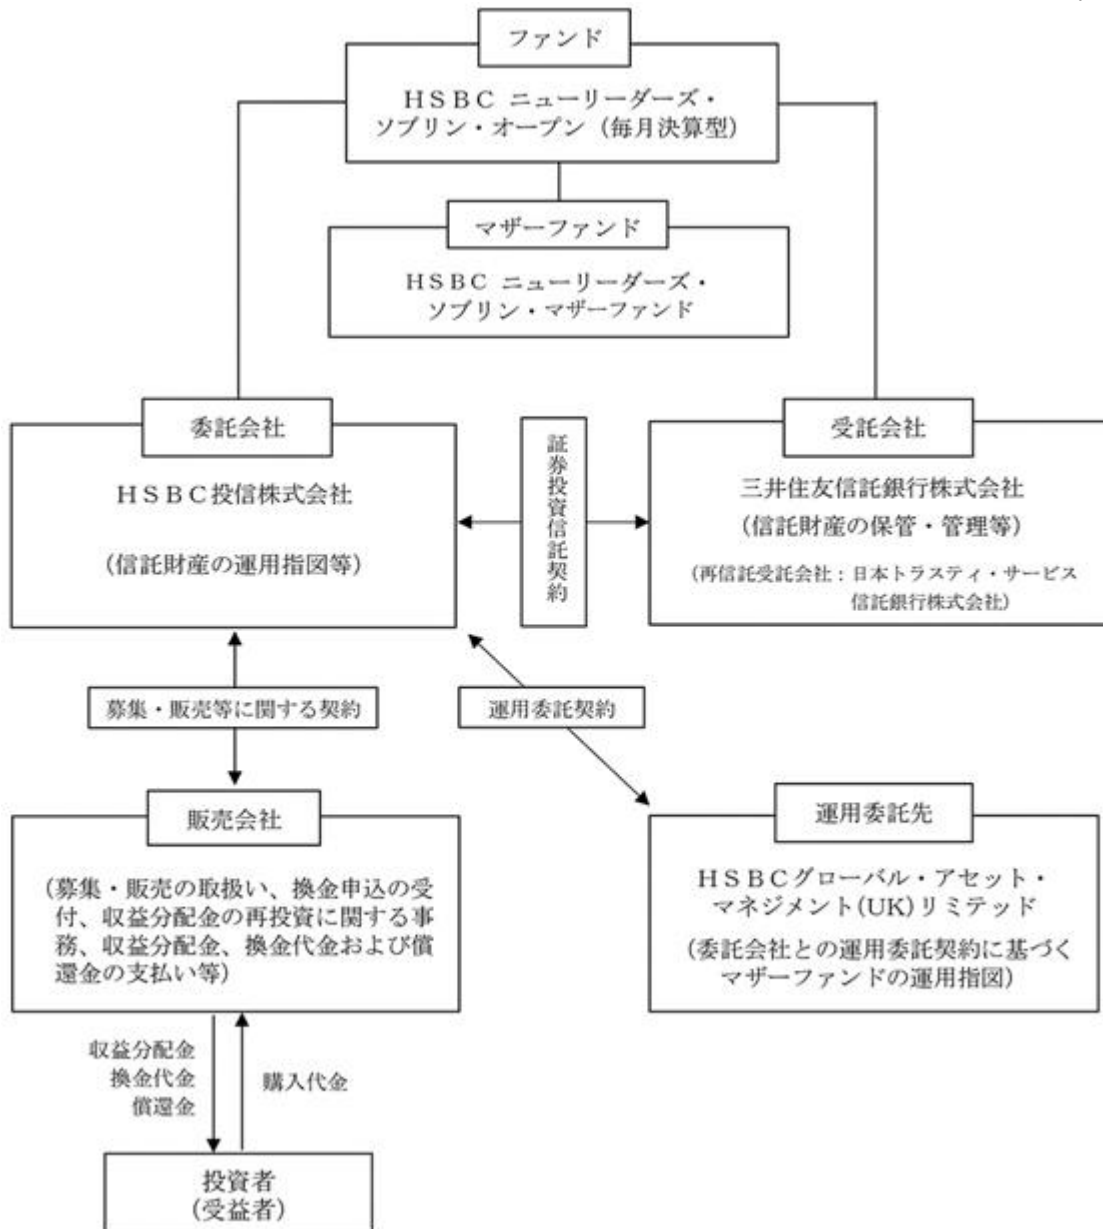 ファンド
HSBC ニューリーダーズ・
ソブリン・オープン（毎月決算型）
マザーファンド
HSBC ニューリーダーズ・
ソブリン・マザーファンド
委託会社
HSBC投信株式会社
（信託財産の運用指図等）
証券投資信託契約
受託会社
三井住友信託銀行株式会社
（信託財産の保管・管理等）
（再信託受託会社：日本トラスティ・サービス
信託銀行株式会社）
募集・販売等に関する契約
運用委託契約
販売会社
（募集・販売の取扱い、換金申込の受
付、収益分配金の再投資に関する事
務、収益分配金、換金代金および償
還金の支払い等）
運用委託先
HSBCグローバル・アセット・
マネジメント(UK)リミテッド
（委託会社との運用委託契約に基づく
マザーファンドの運用指図）
収益分配金
換金代金
償還金
購入代金
投資者
（受益者）